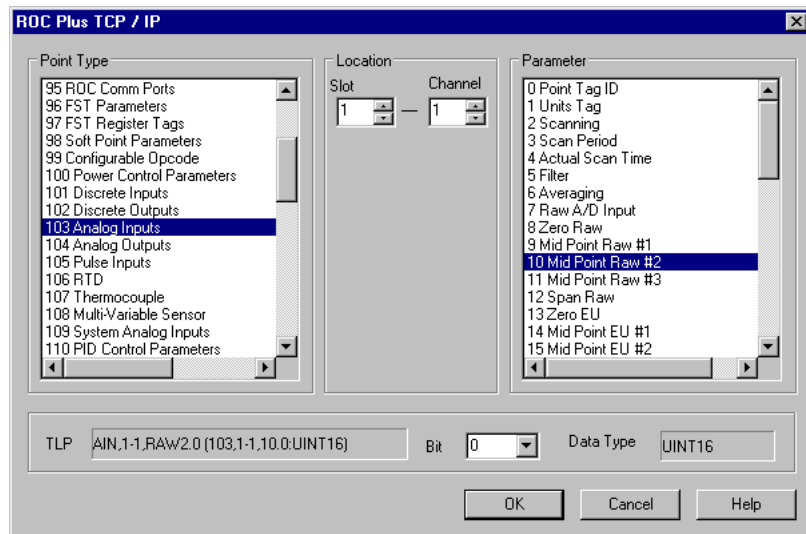 ROC Plus TCP / IP
Point Type
95 ROC Comm Ports
96 FST Parameters
97 FST Register Tags
98 Soft Point Parameters
99 Configurable Opcode
100 Power Control Parameters
101 Discrete Inputs
102 Discrete Outputs
103 Analog Inputs
104 Analog Outputs
105 Pulse Inputs
106 RTD
107 Thermocouple
108 Multi-Variable Sensor
109 System Analog Inputs
110 PID Control Parameters
Location
Slot Channel
1 — 1
Parameter
0 Point Tag ID
1 Units Tag
2 Scanning
3 Scan Period
4 Actual Scan Time
5 Filter
6 Averaging
7 Raw A/D Input
8 Zero Raw
9 Mid Point Raw #1
10 Mid Point Raw #2
11 Mid Point Raw #3
12 Span Raw
13 Zero EU
14 Mid Point EU #1
15 Mid Point EU #2
TLP AIN,1-1,RAW2.0 (103,1-1,10.0:UINT16) Bit 0 Data Type UINT16
OK Cancel Help